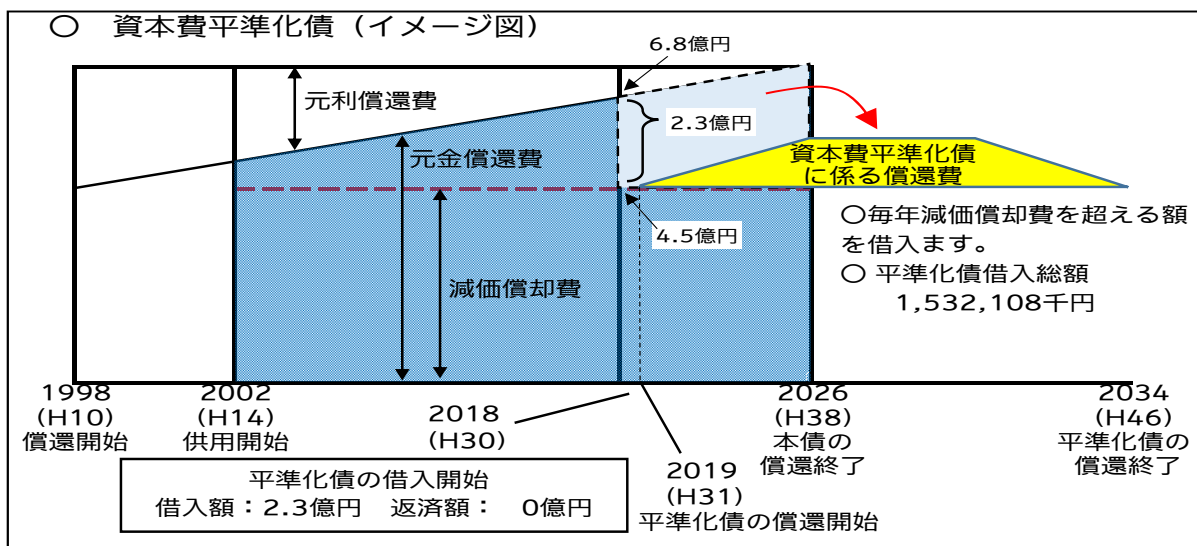 ○ 資本費平準化債（イメージ図）
6.8億円
元利償還費
2.3億円
元金償還費
資本費平準化債
に係る償還費
4.5億円
減価償却費
○毎年減価償却費を超える額
を借入ます。
○ 平準化債借入総額
1,532,108千円
1998
(H10)
償還開始
2002
(H14)
供用開始
2018
(H30)
2026
(H38)
本債の
償還終了
2034
(H46)
平準化債の
償還終了
2019
(H31)
平準化債の償還開始
平準化債の借入開始
借入額：2.3億円 返済額： 0億円